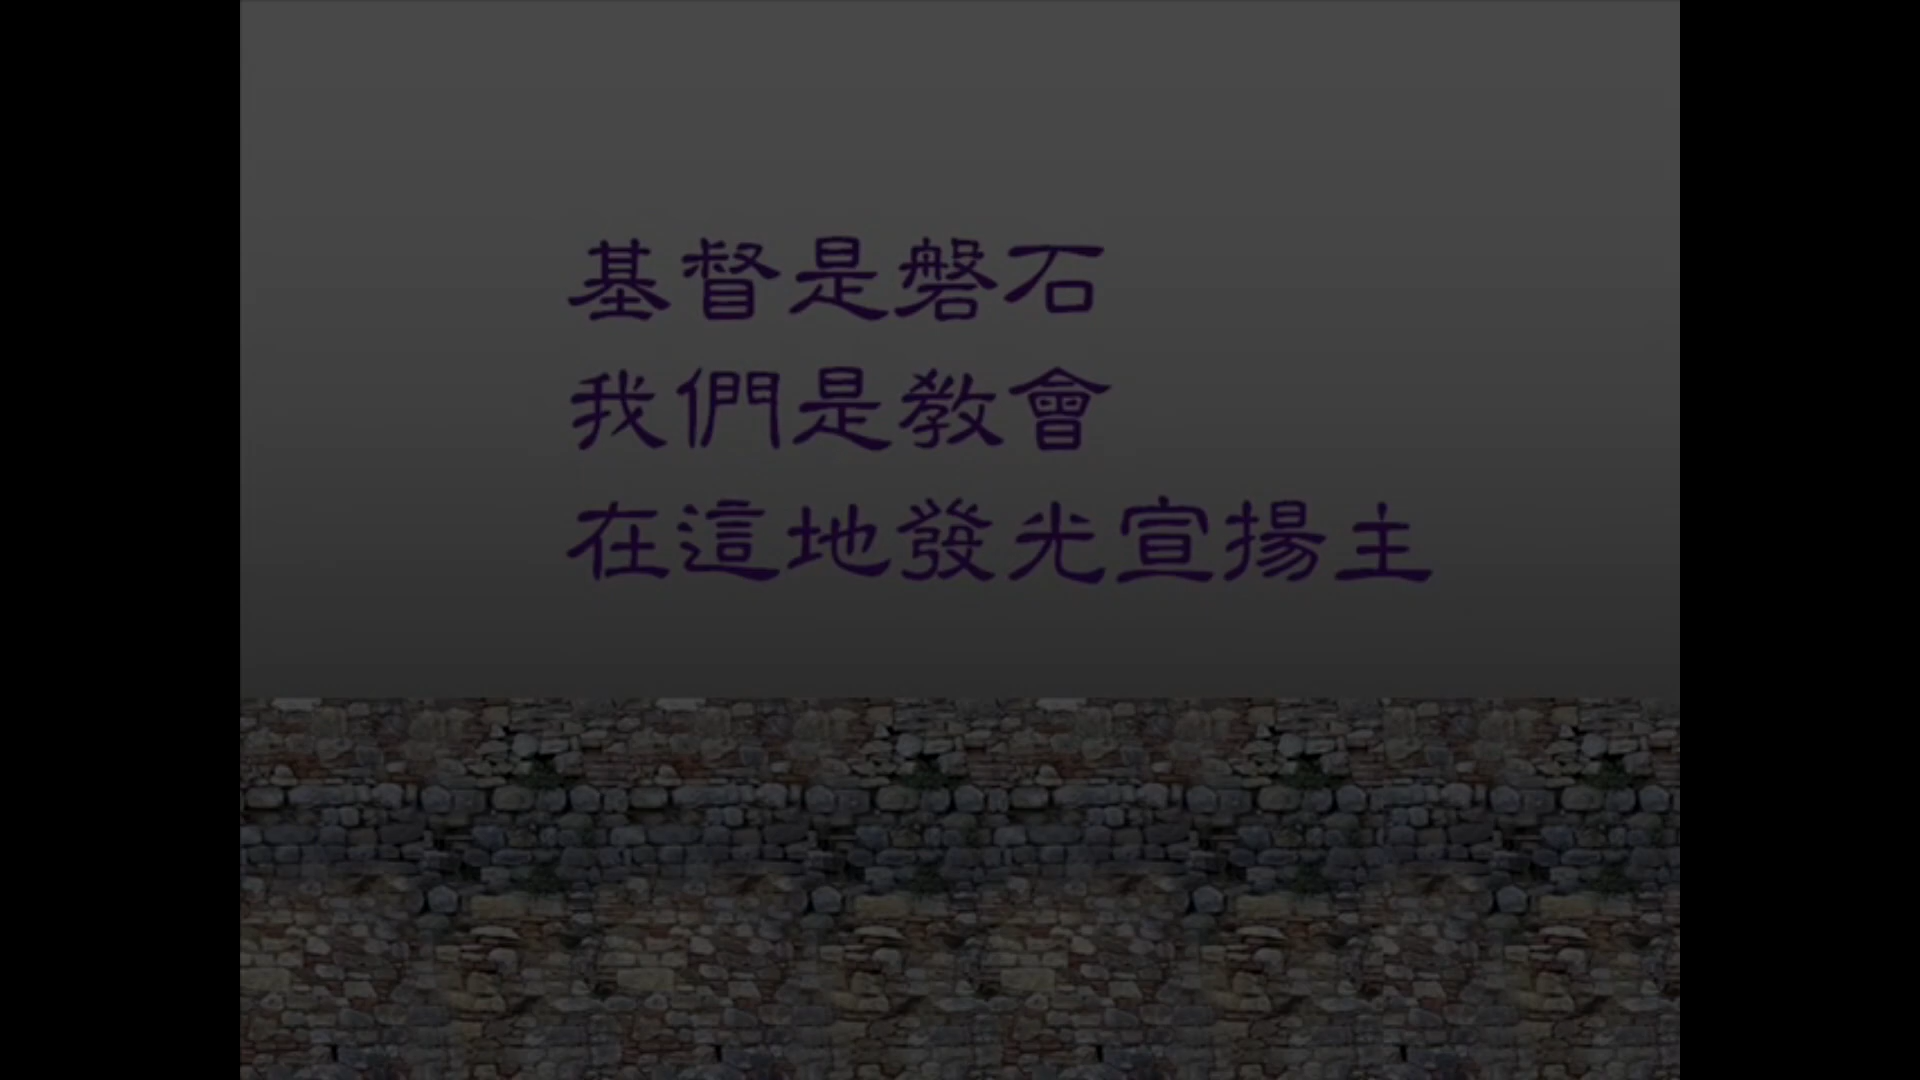 基督是磐石
我們是教會
在這地發光宣揚主